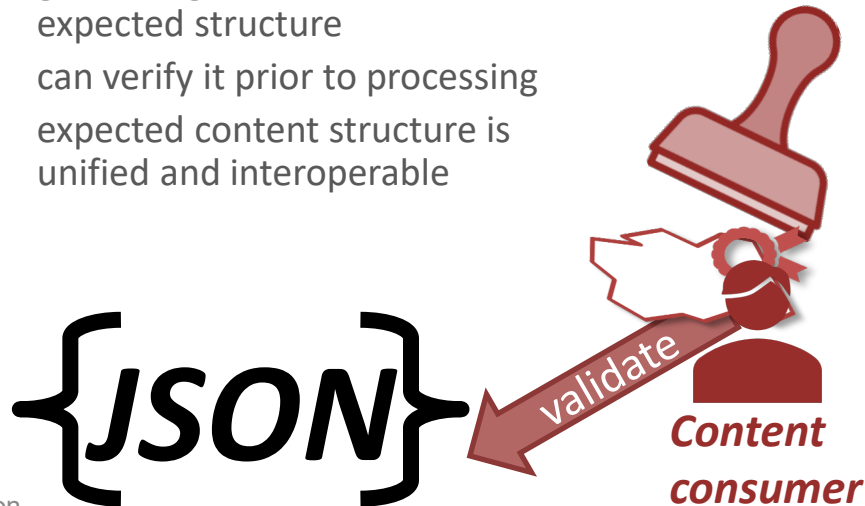 expected structure
can verify it prior to processing
expected content structure is
unified and interoperable
{JSON}
validate
Content
consumer